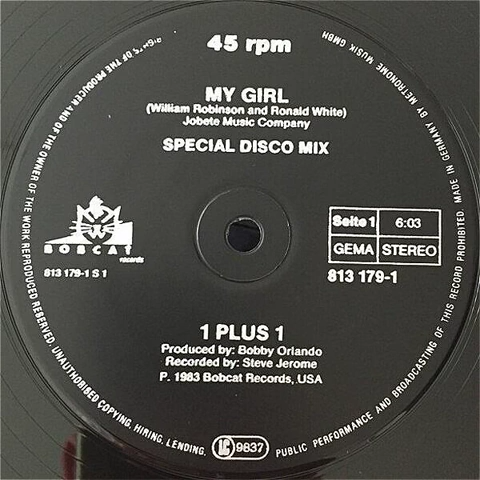 45 rpm
MY GIRL
(William Robinson and Ronald White)
Jobete Music Company
SPECIAL DISCO MIX
BOBCAT
records
813 179-1 S 1
Seite 1 6:03
GEMA STEREO
813 179-1
1 PLUS 1
Produced by: Bobby Orlando
Recorded by: Steve Jerome
P. 1983 Bobcat Records, USA
LC 9837
RIGHTS OF THE PRODUCER AND OF THE OWNER OF THE WORK REPRODUCED RESERVED. UNAUTHORISED COPYING, HIRING, LENDING, PUBLIC PERFORMANCE AND BROADCASTING OF THIS RECORD PROHIBITED. MADE IN GERMANY BY METRONOME MUSIK GMBH